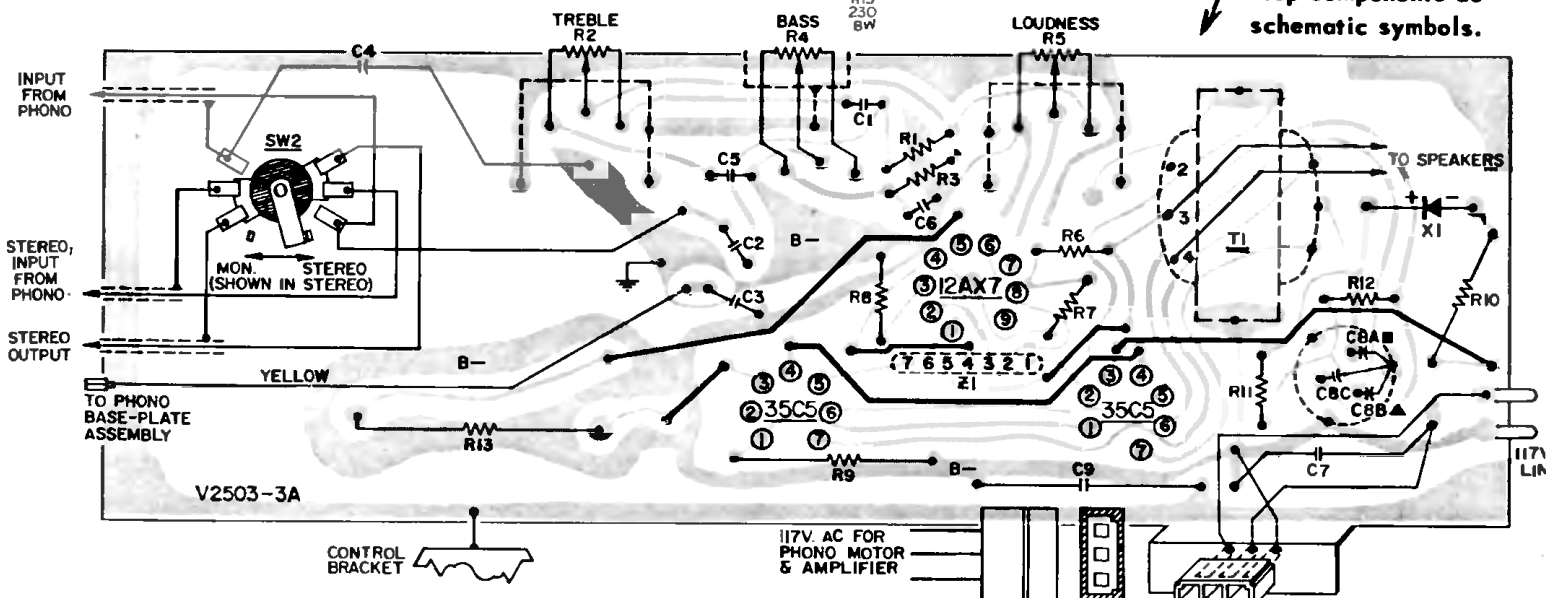 top components as
schematic symbols.
230
BW
TREBLE
R2
BASS
R4
LOUDNESS
R5
C4
INPUT
FROM
PHONO
SW2
C1
R1
R3
C5
C6
2
3
4
T1
TO SPEAKERS
+ -
X1
STEREO,
INPUT
FROM
PHONO
MON. STEREO
(SHOWN IN STEREO)
C2
B-
C3
R8
12AX7
1 2 3 4 5 6 7 8 9
R6
R7
R12
R10
STEREO
OUTPUT
B-
YELLOW
7 6 5 4 3 2 1
Z1
C8A■
C8C
C8B▲
R11
TO PHONO
BASE-PLATE
ASSEMBLY
R13
35C5
1 2 3 4 5 6 7
35C5
1 2 3 4 5 6 7
R9
B-
C9
C7
117V
V2503-3A
CONTROL
BRACKET
117V. AC FOR
PHONO MOTOR
& AMPLIFIER